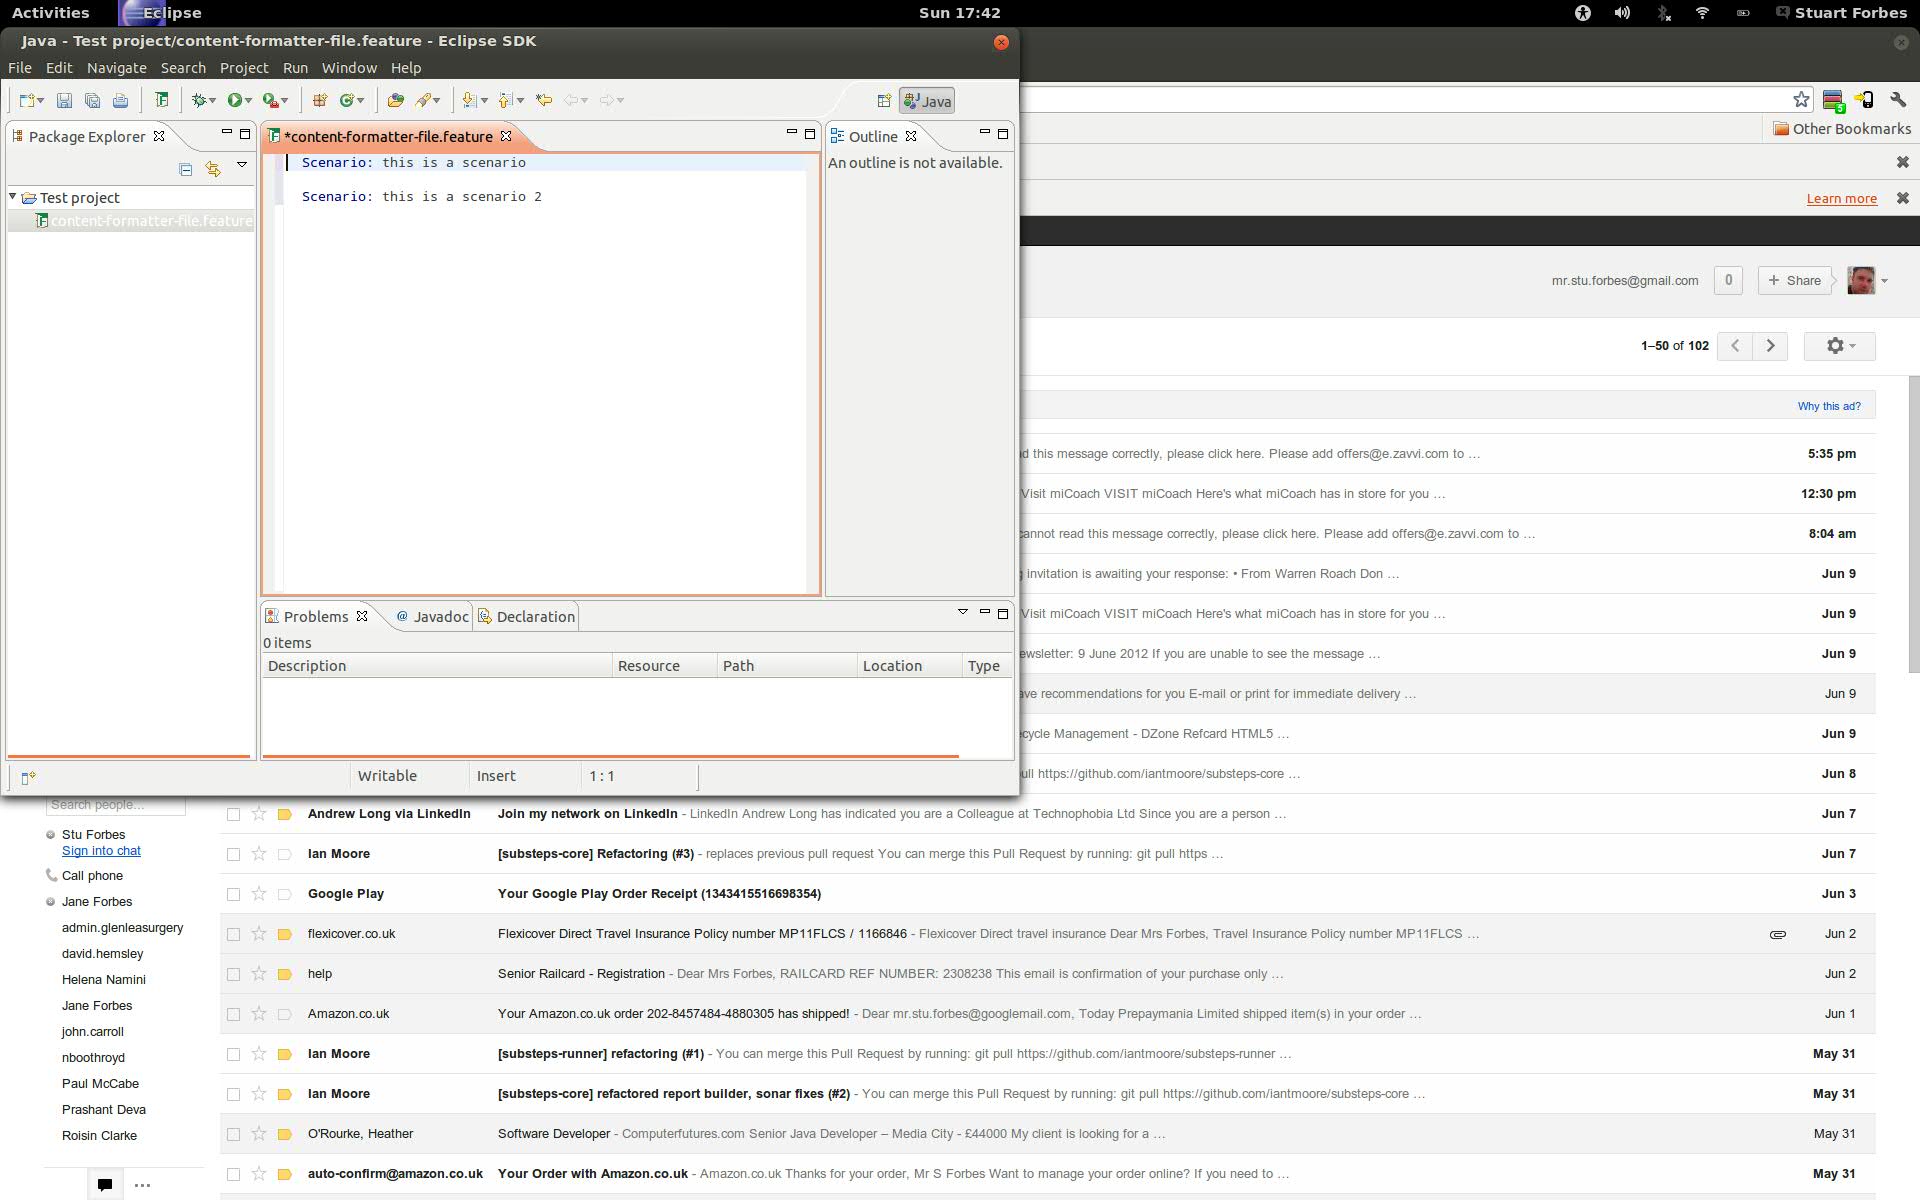 Activities Eclipse Sun 17:42 Stuart Forbes
Java - Test project/content-formatter-file.feature - Eclipse SDK
File Edit Navigate Search Project Run Window Help
Java
Package Explorer
Test project
content-formatter-file.feature
*content-formatter-file.feature
Scenario: this is a scenario
Scenario: this is a scenario 2
Outline
An outline is not available.
Problems @ Javadoc Declaration
0 items
Description Resource Path Location Type
Writable Insert 1 : 1
5
Other Bookmarks
Learn more
mr.stu.forbes@gmail.com 0 + Share
1–50 of 102
Why this ad?
this message correctly, please click here. Please add offers@e.zavvi.com to ... 5:35 pm
Visit miCoach VISIT miCoach Here's what miCoach has in store for you ... 12:30 pm
cannot read this message correctly, please click here. Please add offers@e.zavvi.com to ... 8:04 am
invitation is awaiting your response: • From Warren Roach Don ... Jun 9
Visit miCoach VISIT miCoach Here's what miCoach has in store for you ... Jun 9
ewsletter: 9 June 2012 If you are unable to see the message ... Jun 9
ave recommendations for you E-mail or print for immediate delivery ... Jun 9
ecycle Management - DZone Refcard HTML5 ... Jun 9
ull https://github.com/iantmoore/substeps-core ... Jun 8
Search people...
Stu Forbes
Sign into chat
Call phone
Jane Forbes
admin.glenleasurgery
david.hemsley
Helena Namini
Jane Forbes
john.carroll
nboothroyd
Paul McCabe
Prashant Deva
Roisin Clarke
Andrew Long via LinkedIn Join my network on LinkedIn - LinkedIn Andrew Long has indicated you are a Colleague at Technophobia Ltd Since you are a person ... Jun 7
Ian Moore [substeps-core] Refactoring (#3) - replaces previous pull request You can merge this Pull Request by running: git pull https ... Jun 7
Google Play Your Google Play Order Receipt (1343415516698354) Jun 3
flexicover.co.uk Flexicover Direct Travel Insurance Policy number MP11FLCS / 1166846 - Flexicover Direct travel insurance Dear Mrs Forbes, Travel Insurance Policy number MP11FLCS ... Jun 2
help Senior Railcard - Registration - Dear Mrs Forbes, RAILCARD REF NUMBER: 2308238 This email is confirmation of your purchase only ... Jun 2
Amazon.co.uk Your Amazon.co.uk order 202-8457484-4880305 has shipped! - Dear mr.stu.forbes@googlemail.com, Today Prepaymania Limited shipped item(s) in your order ... Jun 1
Ian Moore [substeps-runner] refactoring (#1) - You can merge this Pull Request by running: git pull https://github.com/iantmoore/substeps-runner ... May 31
Ian Moore [substeps-core] refactored report builder, sonar fixes (#2) - You can merge this Pull Request by running: git pull https://github.com/iantmoore/substeps-core ... May 31
O'Rourke, Heather Software Developer - Computerfutures.com Senior Java Developer – Media City - £44000 My client is looking for a ... May 31
auto-confirm@amazon.co.uk Your Order with Amazon.co.uk - Amazon.co.uk Thanks for your order, Mr S Forbes Want to manage your order online? If you need to ... May 31